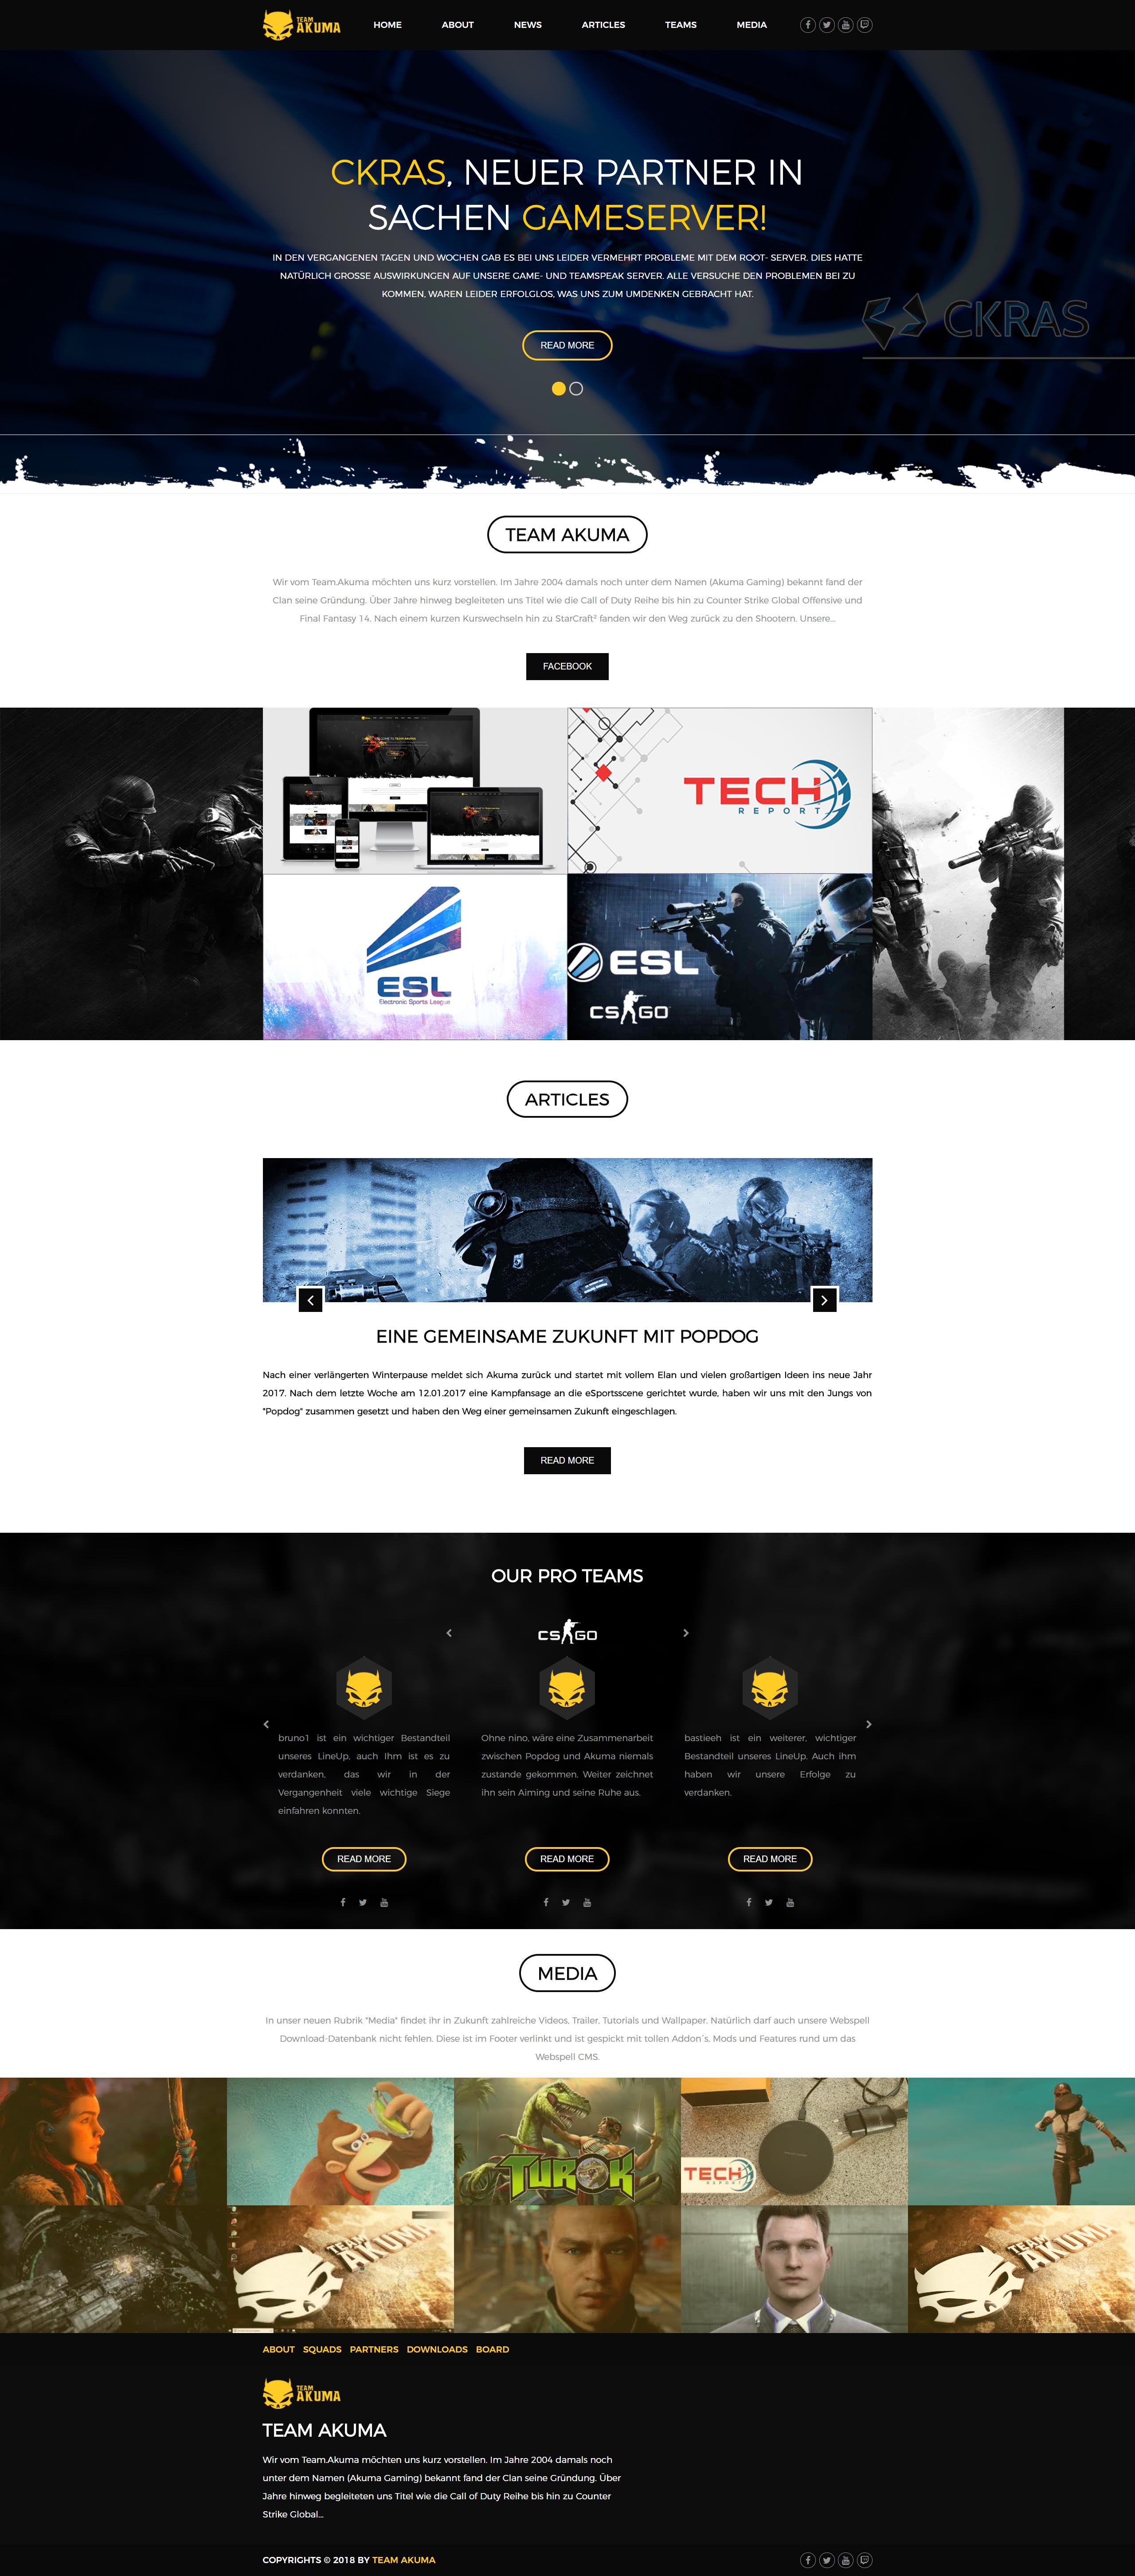 TEAM
AKUMA
HOME ABOUT NEWS ARTICLES TEAMS MEDIA
CKRAS, NEUER PARTNER IN
SACHEN GAMESERVER!
IN DEN VERGANGENEN TAGEN UND WOCHEN GAB ES BEI UNS LEIDER VERMEHRT PROBLEME MIT DEM ROOT- SERVER. DIES HATTE
NATÜRLICH GROSSE AUSWIRKUNGEN AUF UNSERE GAME- UND TEAMSPEAK SERVER. ALLE VERSUCHE DEN PROBLEMEN BEI ZU
KOMMEN, WAREN LEIDER ERFOLGLOS, WAS UNS ZUM UMDENKEN GEBRACHT HAT.
CKRAS
READ MORE
TEAM AKUMA
Wir vom Team.Akuma möchten uns kurz vorstellen. Im Jahre 2004 damals noch unter dem Namen (Akuma Gaming) bekannt fand der
Clan seine Gründung. Über Jahre hinweg begleiteten uns Titel wie die Call of Duty Reihe bis hin zu Counter Strike Global Offensive und
Final Fantasy 14. Nach einem kurzen Kurswechseln hin zu StarCraft² fanden wir den Weg zurück zu den Shootern. Unsere...
FACEBOOK
TECH
REPORT
ESL
Electronic Sports League
ESL
CS GO
ARTICLES
EINE GEMEINSAME ZUKUNFT MIT POPDOG
Nach einer verlängerten Winterpause meldet sich Akuma zurück und startet mit vollem Elan und vielen großartigen Ideen ins neue Jahr
2017. Nach dem letzte Woche am 12.01.2017 eine Kampfansage an die eSportsscene gerichtet wurde, haben wir uns mit den Jungs von
"Popdog" zusammen gesetzt und haben den Weg einer gemeinsamen Zukunft eingeschlagen.
READ MORE
OUR PRO TEAMS
CS GO
bruno1 ist ein wichtiger Bestandteil
unseres LineUp, auch Ihm ist es zu
verdanken, das wir in der
Vergangenheit viele wichtige Siege
einfahren konnten.
READ MORE
Ohne nino, wäre eine Zusammenarbeit
zwischen Popdog und Akuma niemals
zustande gekommen. Weiter zeichnet
ihn sein Aiming und seine Ruhe aus.
READ MORE
bastieeh ist ein weiterer, wichtiger
Bestandteil unseres LineUp. Auch ihm
haben wir unsere Erfolge zu
verdanken.
READ MORE
MEDIA
In unser neuen Rubrik "Media" findet ihr in Zukunft zahlreiche Videos, Trailer, Tutorials und Wallpaper. Natürlich darf auch unsere Webspell
Download-Datenbank nicht fehlen. Diese ist im Footer verlinkt und ist gespickt mit tollen Addon´s, Mods und Features rund um das
Webspell CMS.
TUROK
TECH
REPORT
TEAM
AKUMA
TEAM
AKUMA
ABOUT SQUADS PARTNERS DOWNLOADS BOARD
TEAM
AKUMA
TEAM AKUMA
Wir vom Team.Akuma möchten uns kurz vorstellen. Im Jahre 2004 damals noch
unter dem Namen (Akuma Gaming) bekannt fand der Clan seine Gründung. Über
Jahre hinweg begleiteten uns Titel wie die Call of Duty Reihe bis hin zu Counter
Strike Global...
COPYRIGHTS © 2018 BY TEAM AKUMA